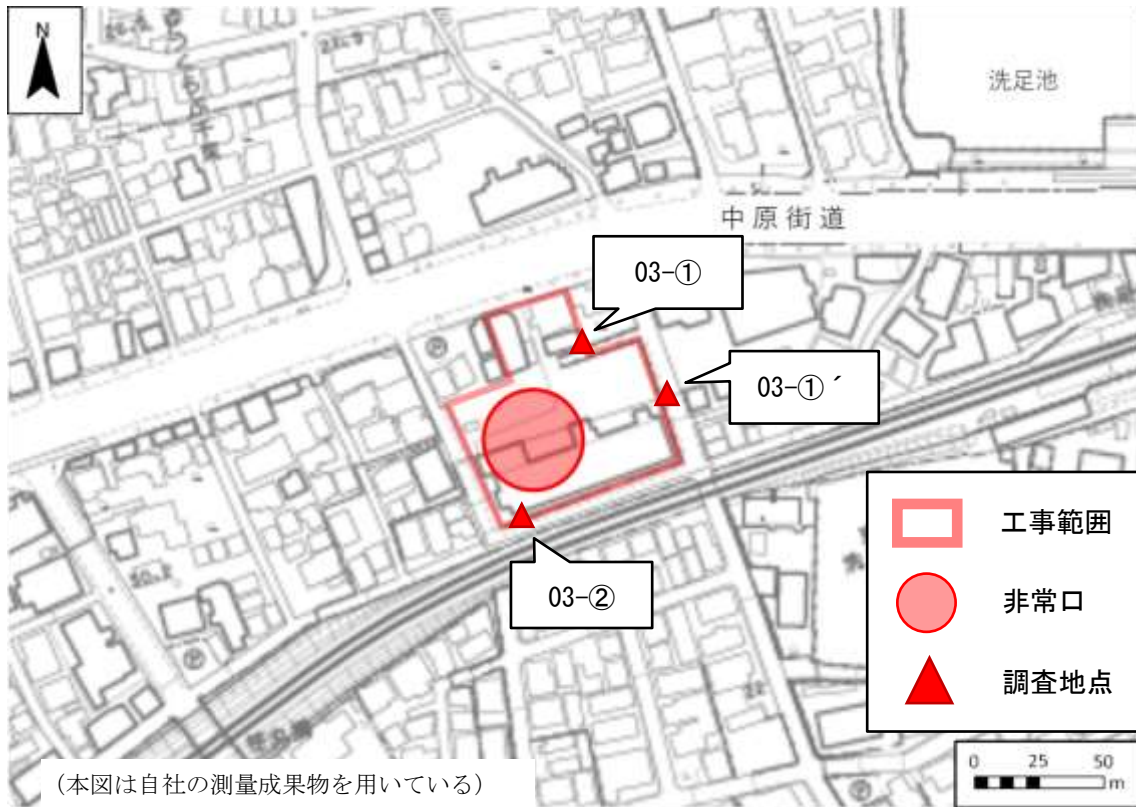 N
洗足池
中原街道
03-①
03-①´
03-②
工事範囲
非常口
調査地点
0 25 50
m
(本図は自社の測量成果物を用いている)